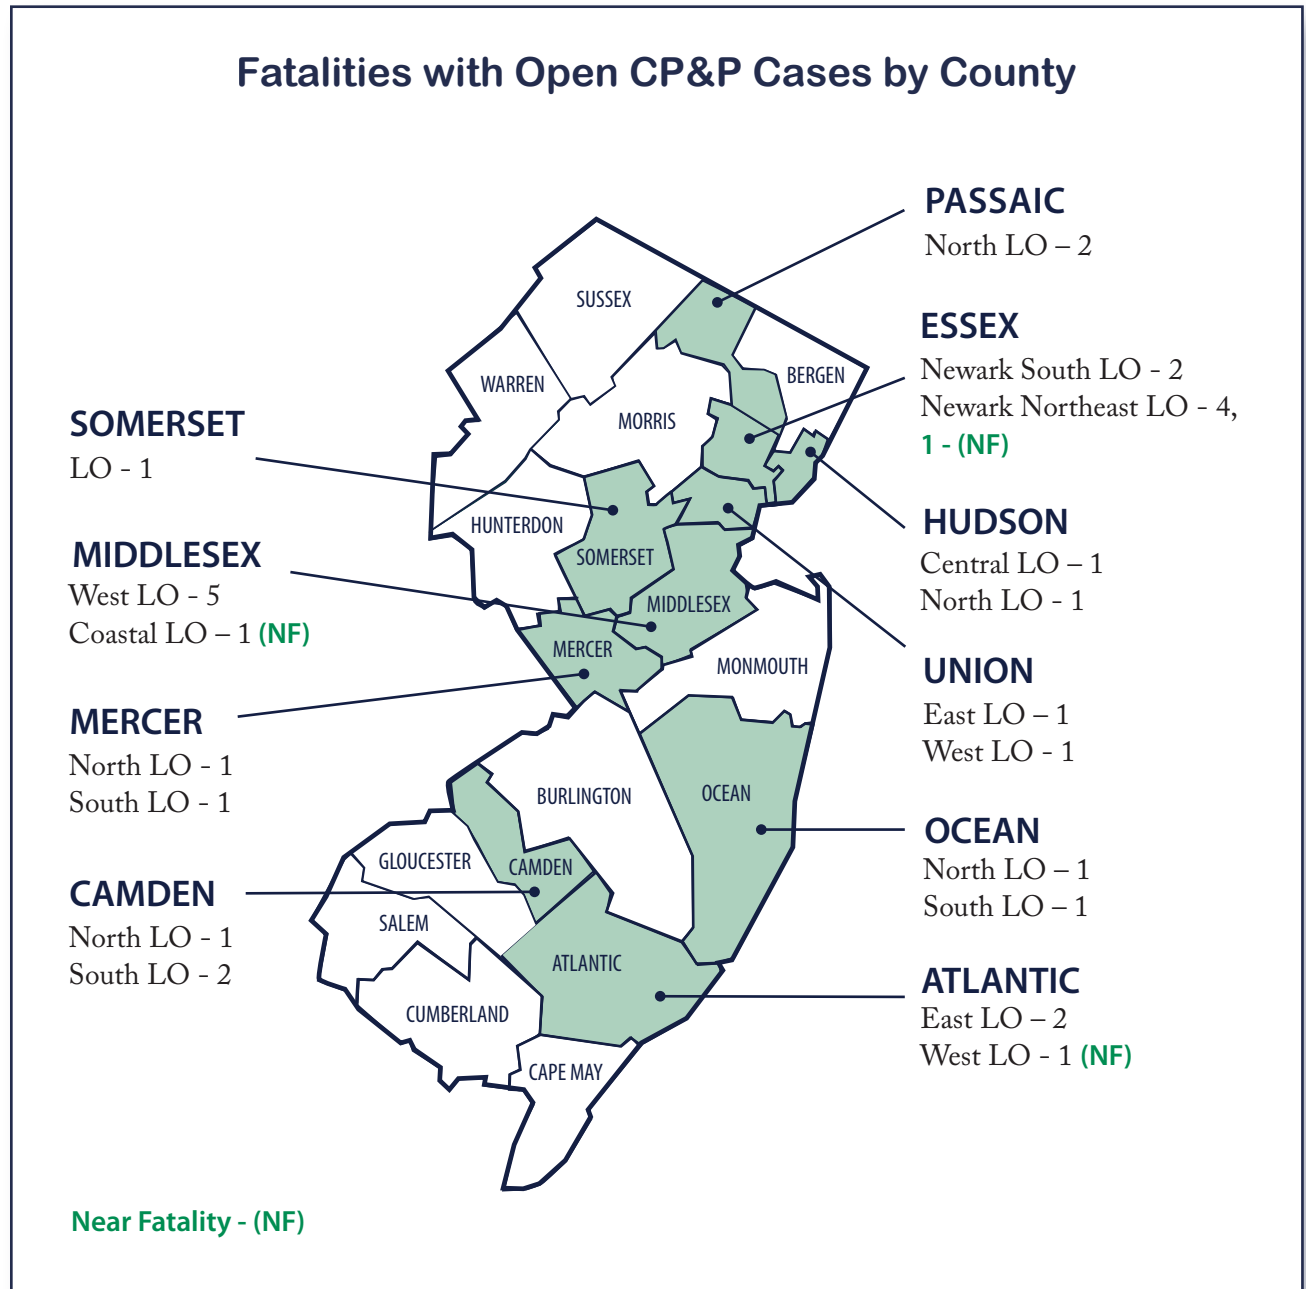 Fatalities with Open CP&P Cases by County
PASSAIC
North LO – 2
ESSEX
Newark South LO - 2
Newark Northeast LO - 4,
1 - (NF)
HUDSON
Central LO – 1
North LO - 1
UNION
East LO – 1
West LO - 1
OCEAN
North LO – 1
South LO – 1
ATLANTIC
East LO – 2
West LO - 1 (NF)
SOMERSET
LO - 1
MIDDLESEX
West LO - 5
Coastal LO – 1 (NF)
MERCER
North LO - 1
South LO - 1
CAMDEN
North LO - 1
South LO - 2
SUSSEX
WARREN
BERGEN
MORRIS
HUNTERDON
SOMERSET
MIDDLESEX
MERCER
MONMOUTH
BURLINGTON
OCEAN
GLOUCESTER
CAMDEN
SALEM
ATLANTIC
CUMBERLAND
CAPE MAY
Near Fatality - (NF)